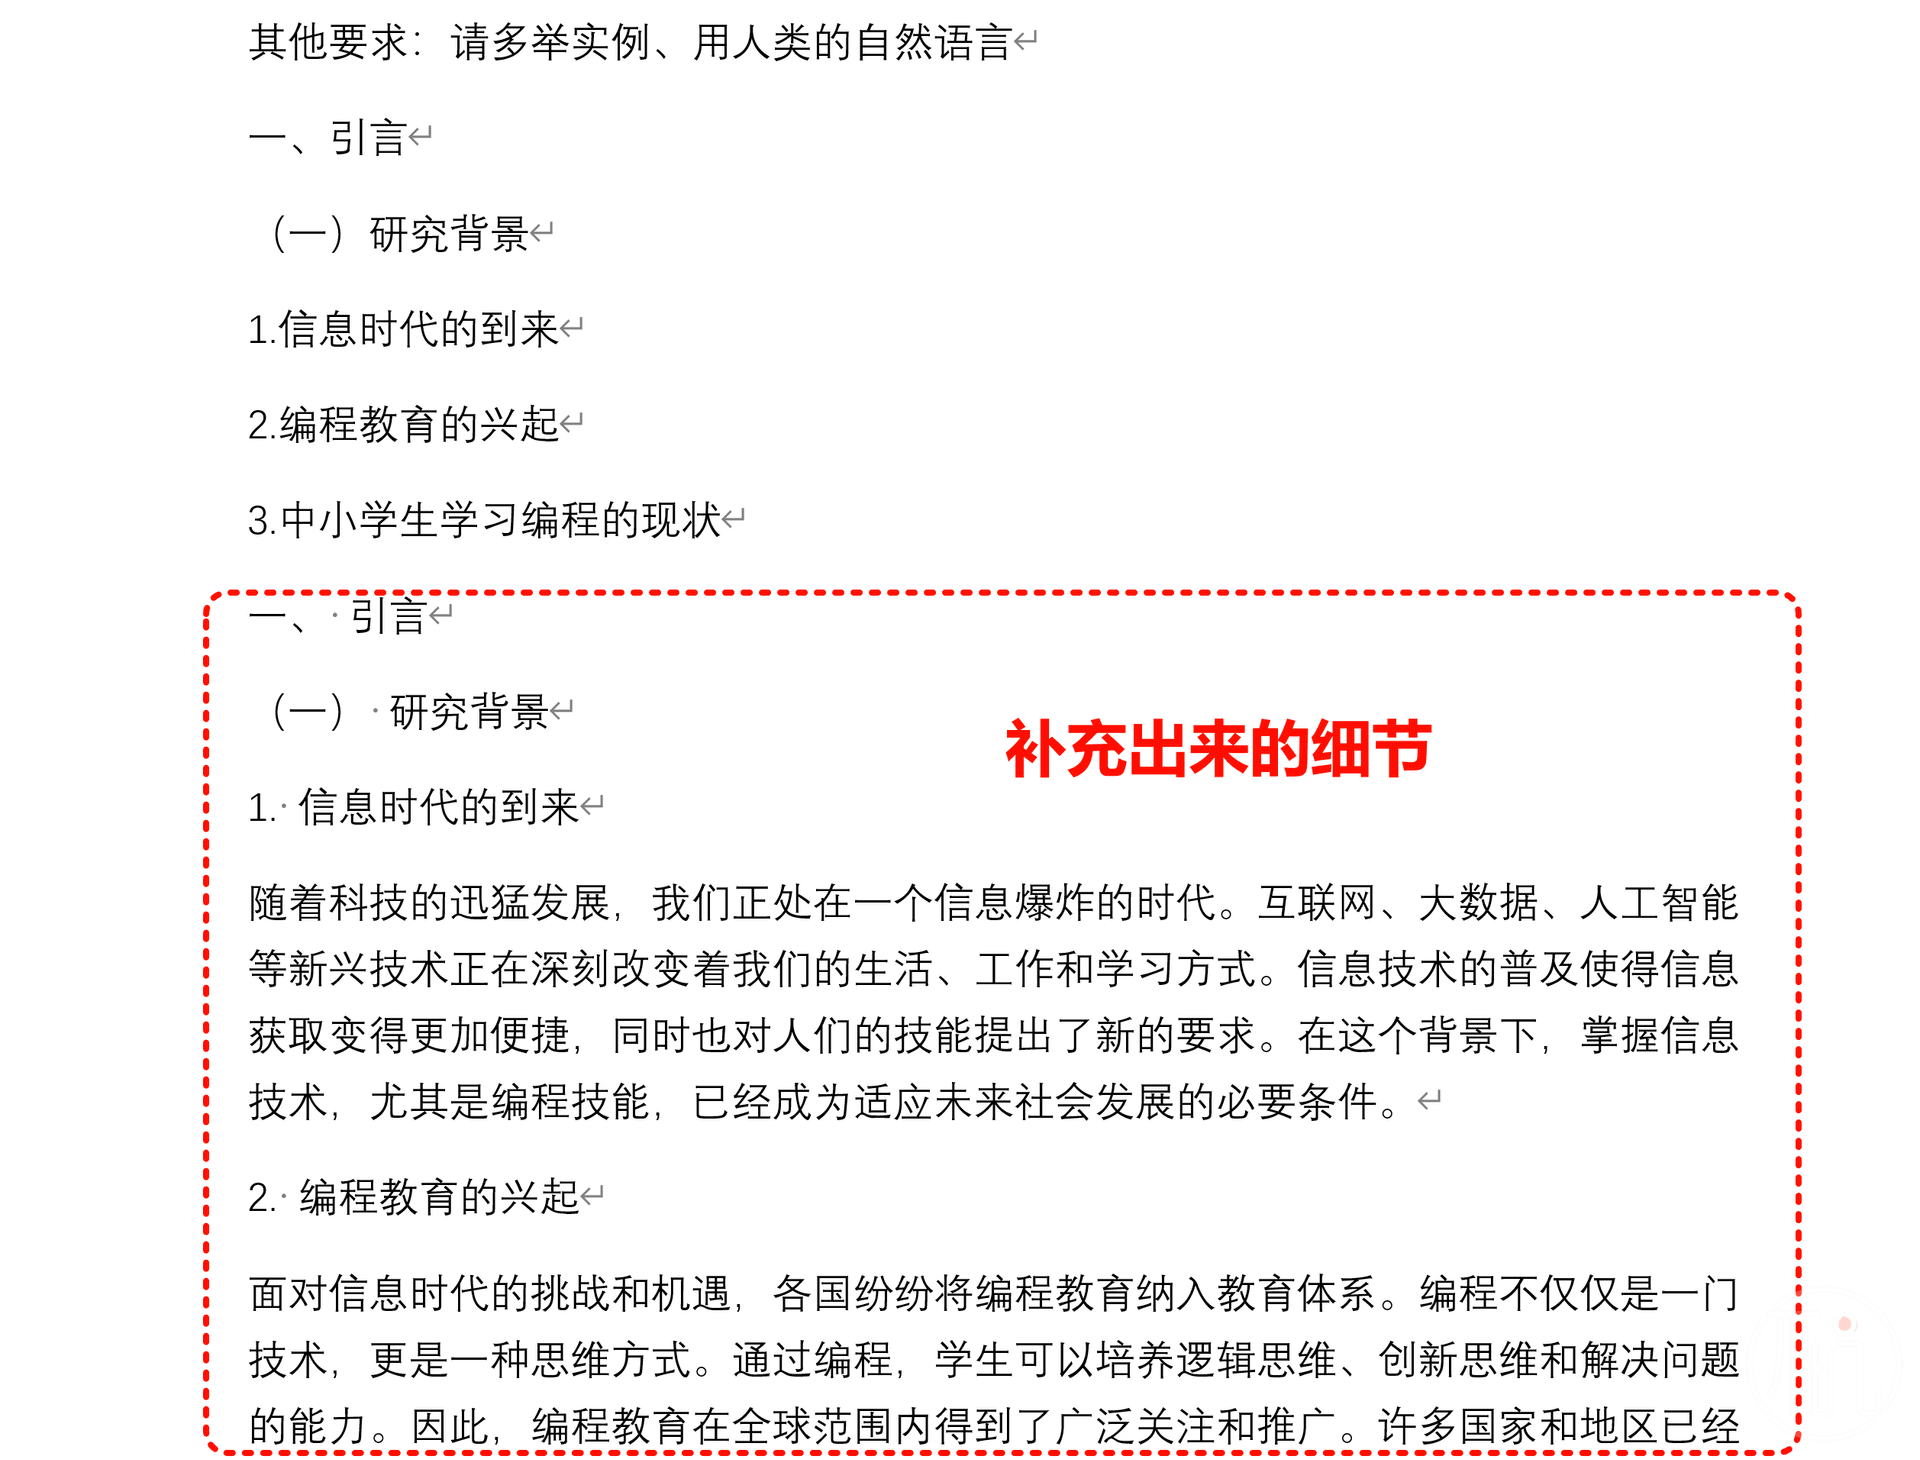 其他要求：请多举实例、用人类的自然语言↵
一、引言↵
（一）研究背景↵
1.信息时代的到来↵
2.编程教育的兴起↵
3.中小学生学习编程的现状↵
一、· 引言↵
（一）· 研究背景↵
补充出来的细节
1.· 信息时代的到来↵
随着科技的迅猛发展，我们正处在一个信息爆炸的时代。互联网、大数据、人工智能
等新兴技术正在深刻改变着我们的生活、工作和学习方式。信息技术的普及使得信息
获取变得更加便捷，同时也对人们的技能提出了新的要求。在这个背景下，掌握信息
技术，尤其是编程技能，已经成为适应未来社会发展的必要条件。↵
2.· 编程教育的兴起↵
面对信息时代的挑战和机遇，各国纷纷将编程教育纳入教育体系。编程不仅仅是一门
技术，更是一种思维方式。通过编程，学生可以培养逻辑思维、创新思维和解决问题
的能力。因此，编程教育在全球范围内得到了广泛关注和推广。许多国家和地区已经